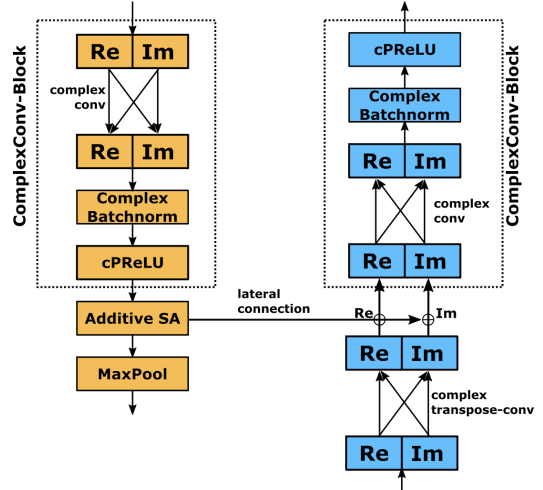 ComplexConv-Block
Re Im
complex
conv
Re Im
Complex
Batchnorm
cPReLU
Additive SA
MaxPool
lateral
connection
cPReLU
Complex
Batchnorm
Re Im
complex
conv
Re Im
ComplexConv-Block
Re Im
Re Im
complex
transpose-conv
Re Im